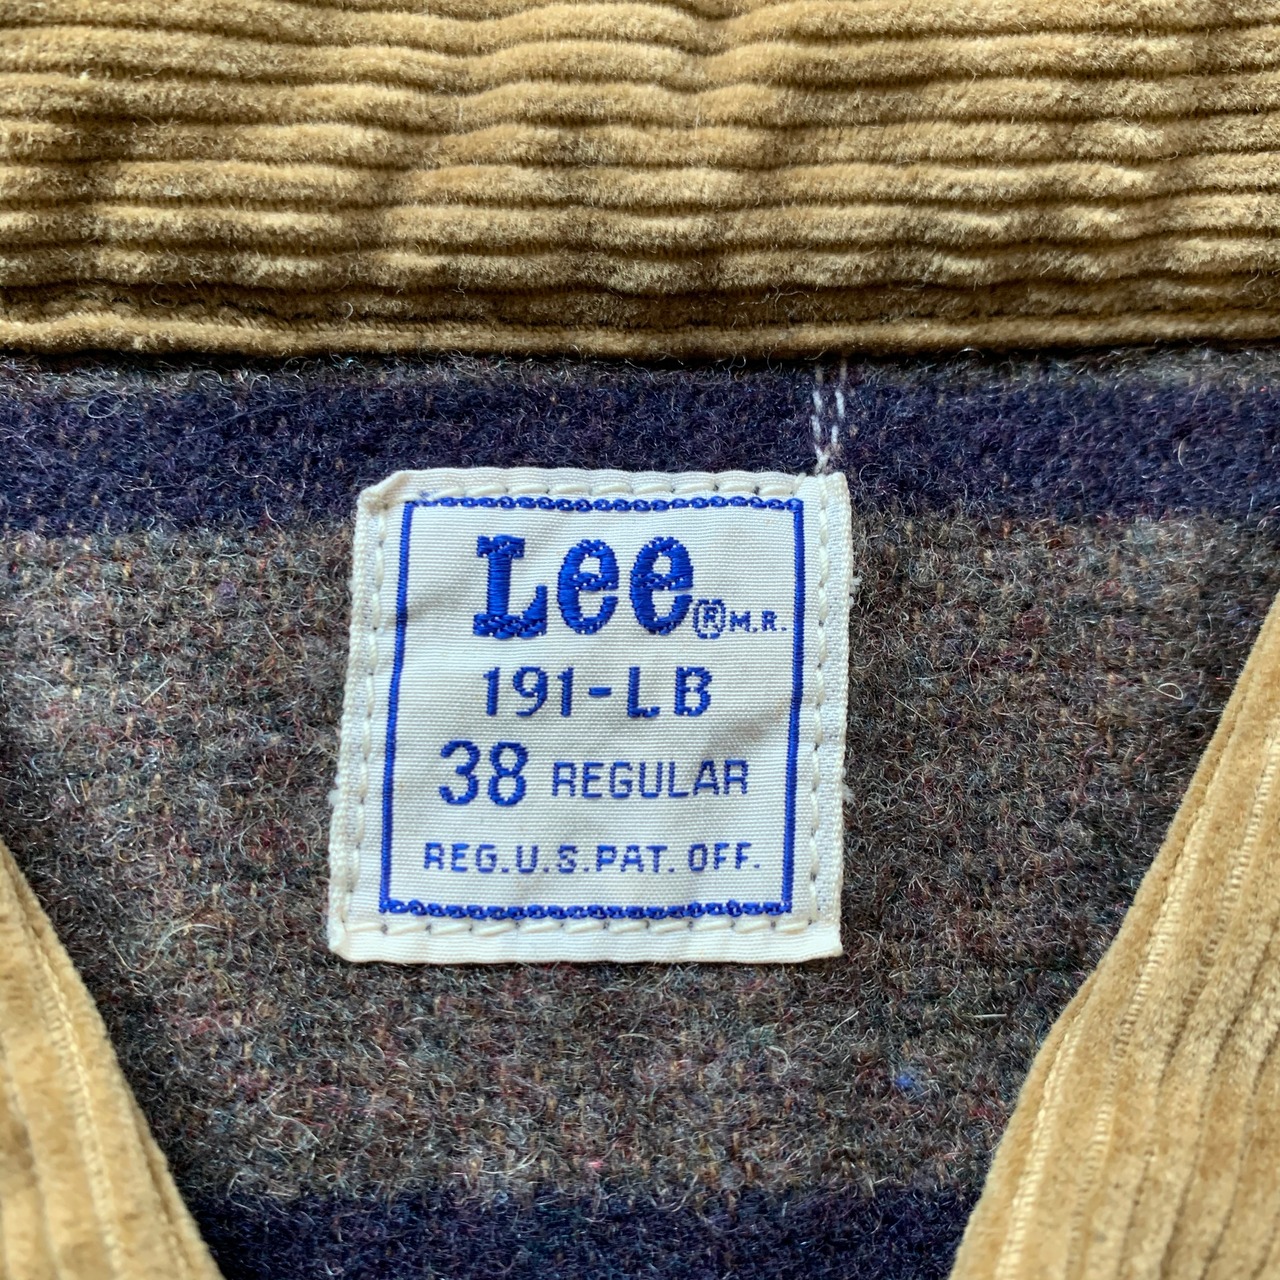 Lee® M.R.
191-LB
38 REGULAR
REG.U.S.PAT. OFF.